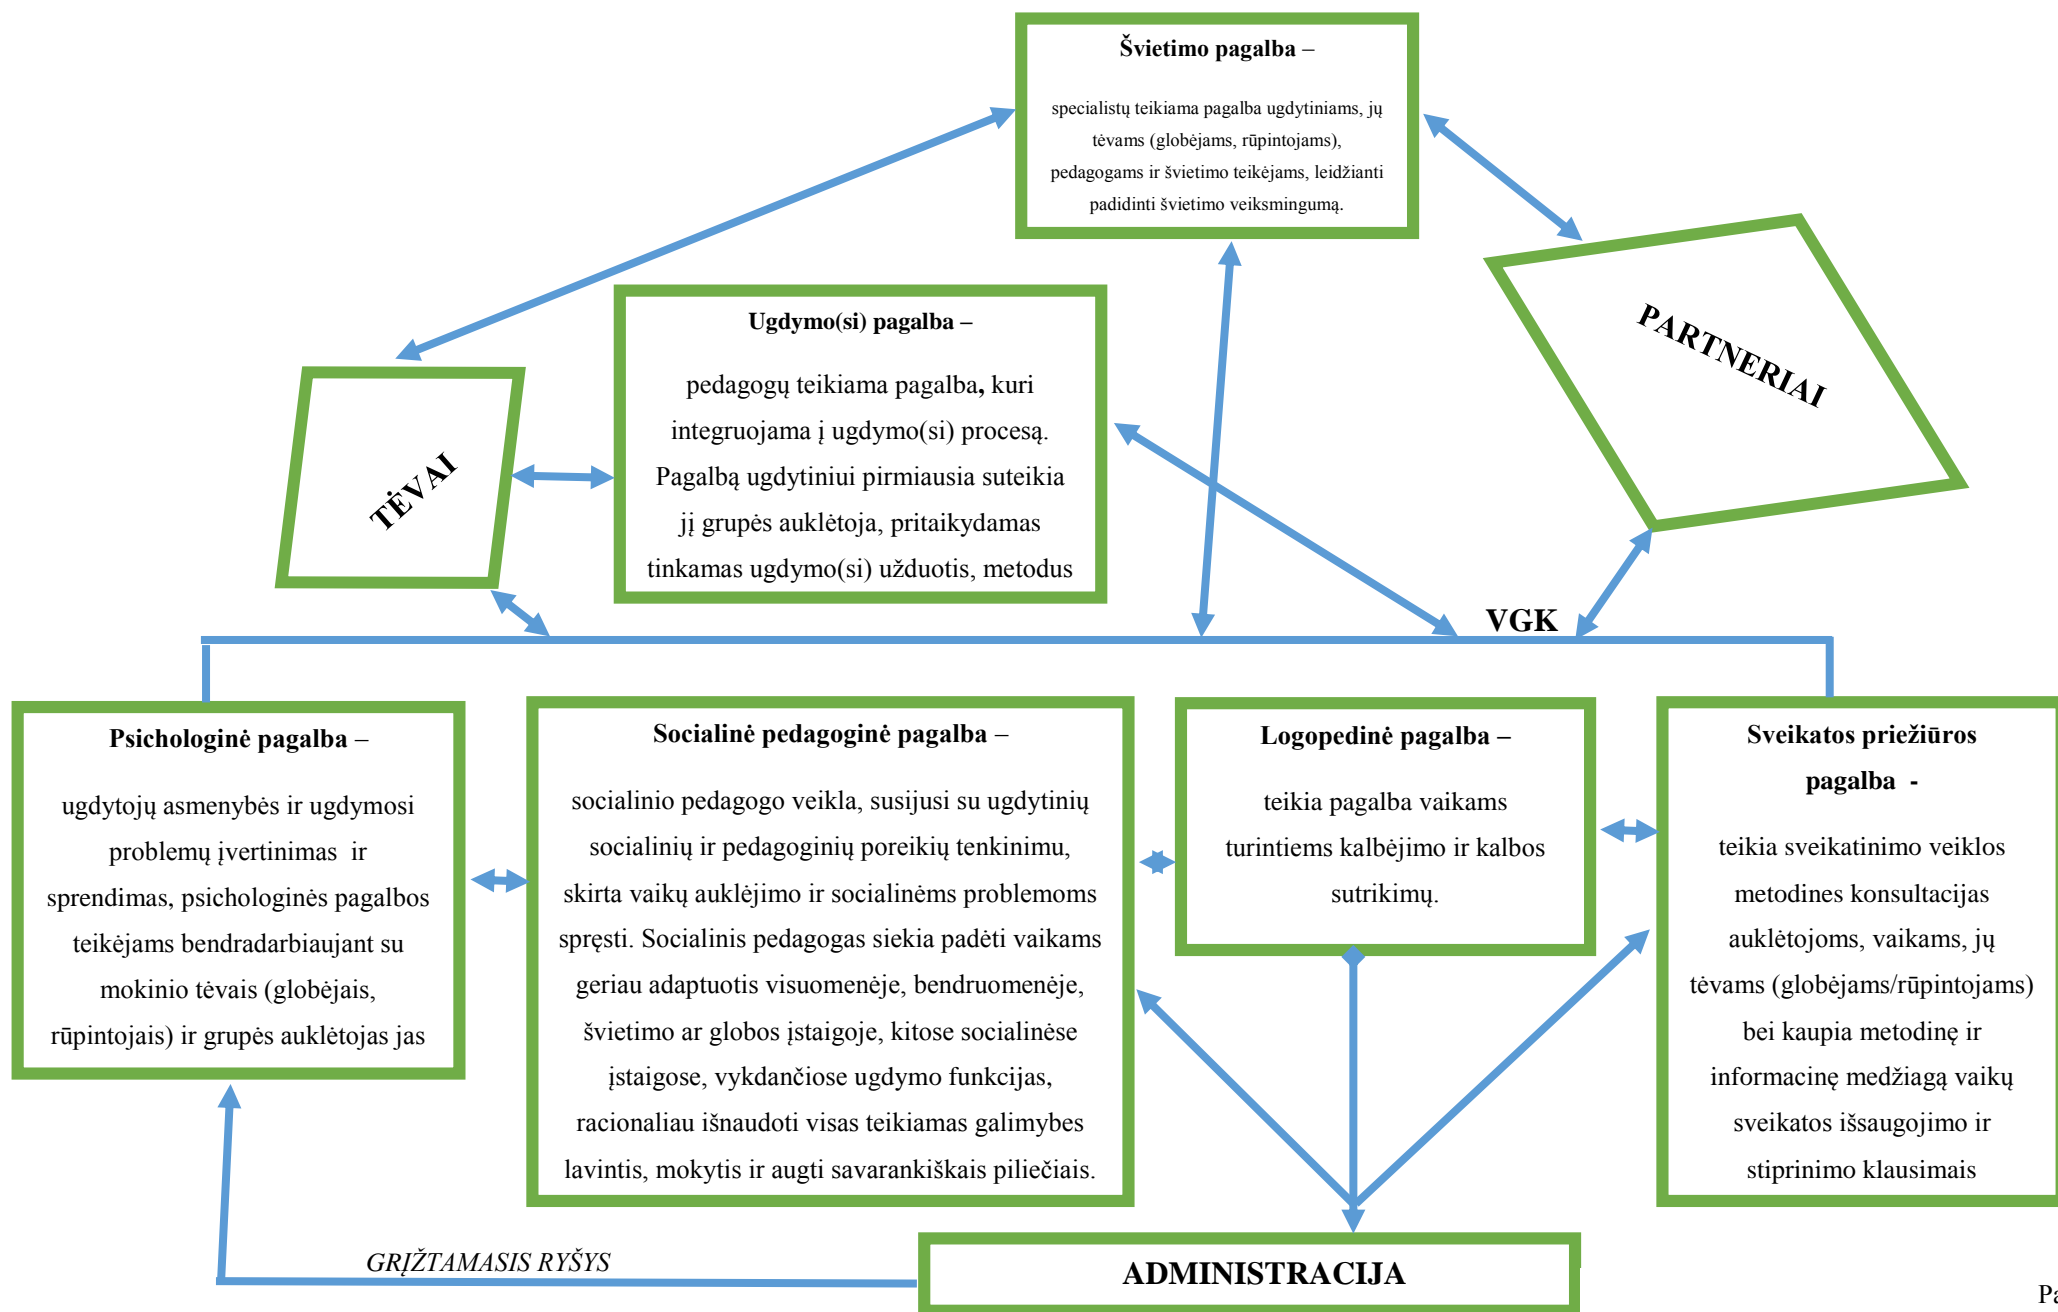 Švietimo pagalba –
specialistų teikiama pagalba ugdytiniams, jų
tėvams (globėjams, rūpintojams),
pedagogams ir švietimo teikėjams, leidžianti
padidinti švietimo veiksmingumą.
Ugdymo(si) pagalba –
pedagogų teikiama pagalba, kuri
integruojama į ugdymo(si) procesą.
Pagalbą ugdytiniui pirmiausia suteikia
jį grupės auklėtoja, pritaikydamas
tinkamas ugdymo(si) užduotis, metodus
PARTNERIAI
TĖVAI
VGK
Psichologinė pagalba –
ugdytojų asmenybės ir ugdymosi
problemų įvertinimas ir
sprendimas, psichologinės pagalbos
teikėjams bendradarbiaujant su
mokinio tėvais (globėjais,
rūpintojais) ir grupės auklėtojas jas
Socialinė pedagoginė pagalba –
socialinio pedagogo veikla, susijusi su ugdytinių
socialinių ir pedagoginių poreikių tenkinimu,
skirta vaikų auklėjimo ir socialinėms problemoms
spręsti. Socialinis pedagogas siekia padėti vaikams
geriau adaptuotis visuomenėje, bendruomenėje,
švietimo ar globos įstaigoje, kitose socialinėse
įstaigose, vykdančiose ugdymo funkcijas,
racionaliau išnaudoti visas teikiamas galimybes
lavintis, mokytis ir augti savarankiškais piliečiais.
Logopedinė pagalba –
teikia pagalba vaikams
turintiems kalbėjimo ir kalbos
sutrikimų.
Sveikatos priežiūros
pagalba -
teikia sveikatinimo veiklos
metodines konsultacijas
auklėtojoms, vaikams, jų
tėvams (globėjams/rūpintojams)
bei kaupia metodinę ir
informacinę medžiagą vaikų
sveikatos išsaugojimo ir
stiprinimo klausimais
GRĮŽTAMASIS RYŠYS
ADMINISTRACIJA